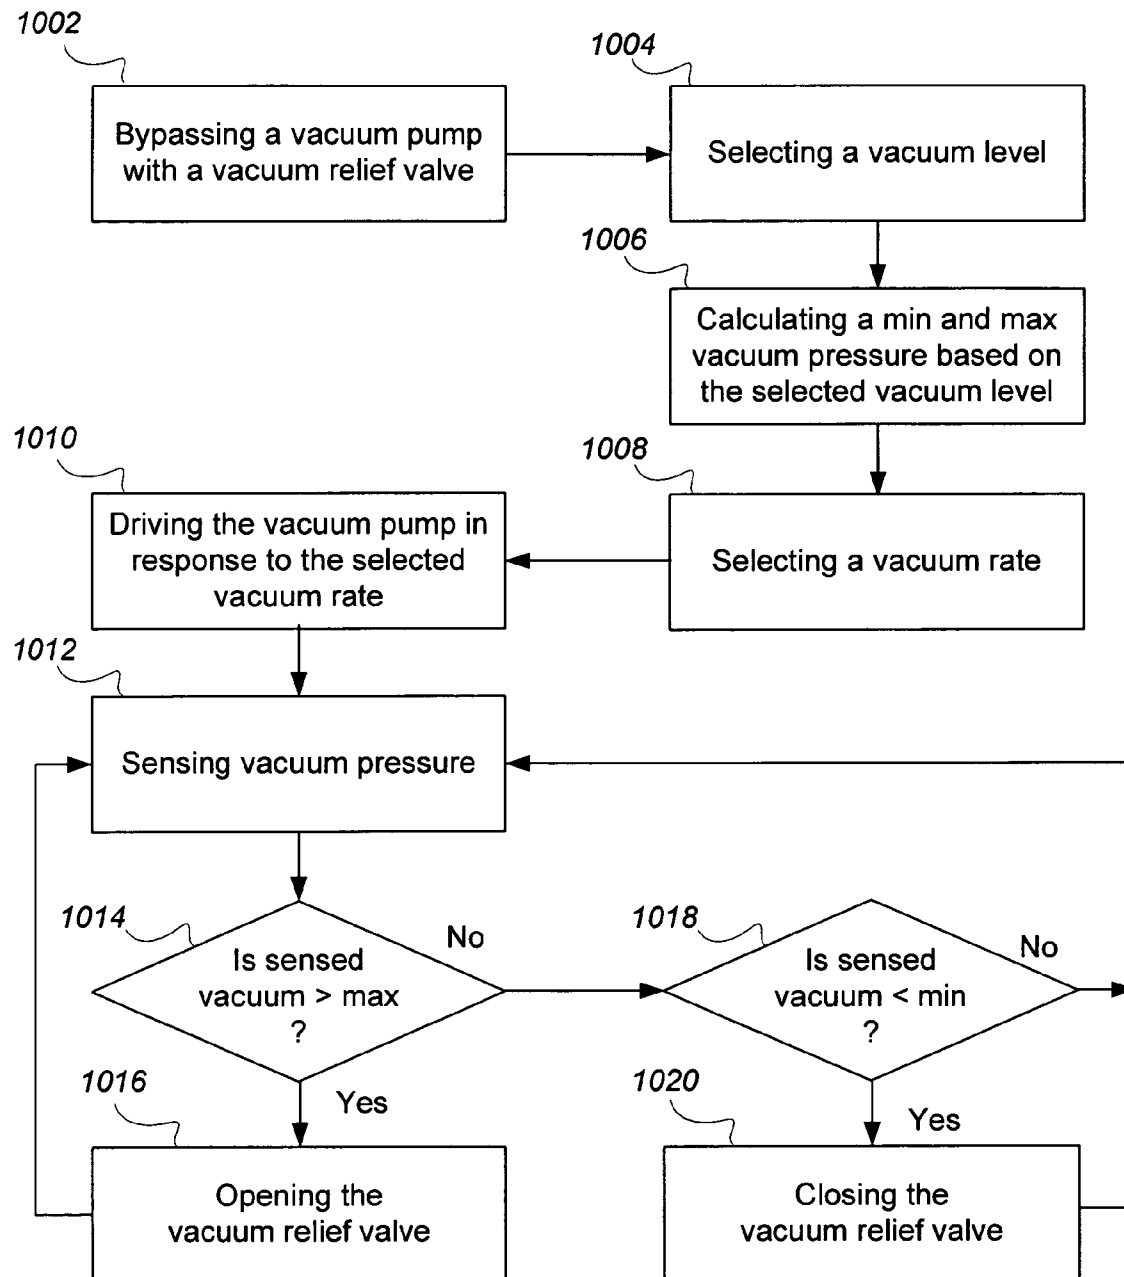 1002
Bypassing a vacuum pump
with a vacuum relief valve
1004
Selecting a vacuum level
1006
Calculating a min and max
vacuum pressure based on
the selected vacuum level
1008
Selecting a vacuum rate
1010
Driving the vacuum pump in
response to the selected
vacuum rate
1012
Sensing vacuum pressure
1014
Is sensed
vacuum > max
?
No
Yes
1016
Opening the
vacuum relief valve
1018
Is sensed
vacuum < min
?
No
Yes
1020
Closing the
vacuum relief valve